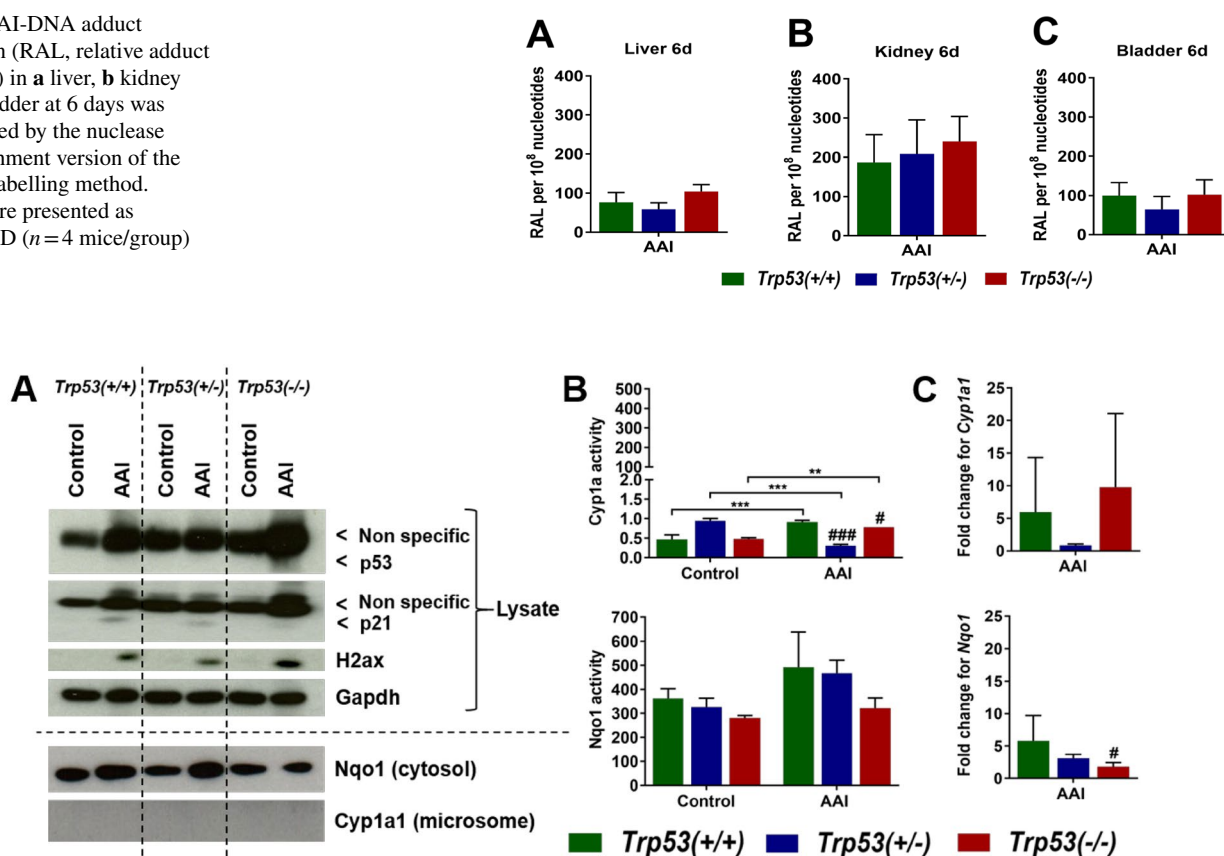 AI-DNA adduct
n (RAL, relative adduct
) in a liver, b kidney
dder at 6 days was
ed by the nuclease
nment version of the
abelling method.
re presented as
D (n=4 mice/group)
A
Liver 6d
RAL per 10⁸ nucleotides
400
300
200
100
0
AAI
B
Kidney 6d
RAL per 10⁸ nucleotides
400
300
200
100
0
AAI
C
Bladder 6d
RAL per 10⁸ nucleotides
400
300
200
100
0
AAI
Trp53(+/+) Trp53(+/-) Trp53(-/-)
A
Trp53(+/+) Trp53(+/-) Trp53(-/-)
Control AAI Control AAI Control AAI
< Non specific
< p53
< Non specific
< p21
H2ax
Gapdh
Lysate
Nqo1 (cytosol)
Cyp1a1 (microsome)
B
Cyp1a activity
500
400
300
200
100
2.0
1.5
1.0
0.5
0.0
**
***
***
###
#
Control AAI
Nqo1 activity
700
600
500
400
300
200
100
0
Control AAI
C
Fold change for Cyp1a1
25
20
15
10
5
0
AAI
Fold change for Nqo1
25
20
15
10
5
0
#
AAI
Trp53(+/+) Trp53(+/-) Trp53(-/-)